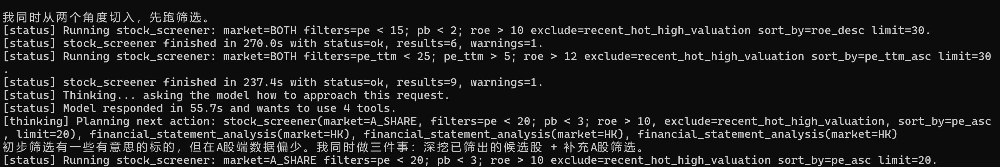 我同时从两个角度切入，先跑筛选。
[status] Running stock_screener: market=BOTH filters=pe < 15; pb < 2; roe > 10 exclude=recent_hot_high_valuation sort_by=roe_desc limit=30.
[status] stock_screener finished in 270.0s with status=ok, results=6, warnings=1.
[status] Running stock_screener: market=BOTH filters=pe_ttm < 25; pe_ttm > 5; roe > 12 exclude=recent_hot_high_valuation sort_by=pe_ttm_asc limit=30
.
[status] stock_screener finished in 237.4s with status=ok, results=9, warnings=1.
[status] Thinking... asking the model how to approach this request.
[status] Model responded in 55.7s and wants to use 4 tools.
[thinking] Planning next action: stock_screener(market=A_SHARE, filters=pe < 20; pb < 3; roe > 10, exclude=recent_hot_high_valuation, sort_by=pe_asc
, limit=20), financial_statement_analysis(market=HK), financial_statement_analysis(market=HK), financial_statement_analysis(market=HK)
初步筛选有一些有意思的标的，但在A股端数据偏少。我同时做三件事：深挖已筛出的候选股 + 补充A股筛选。
[status] Running stock_screener: market=A_SHARE filters=pe < 20; pb < 3; roe > 10 exclude=recent_hot_high_valuation sort_by=pe_asc limit=20.